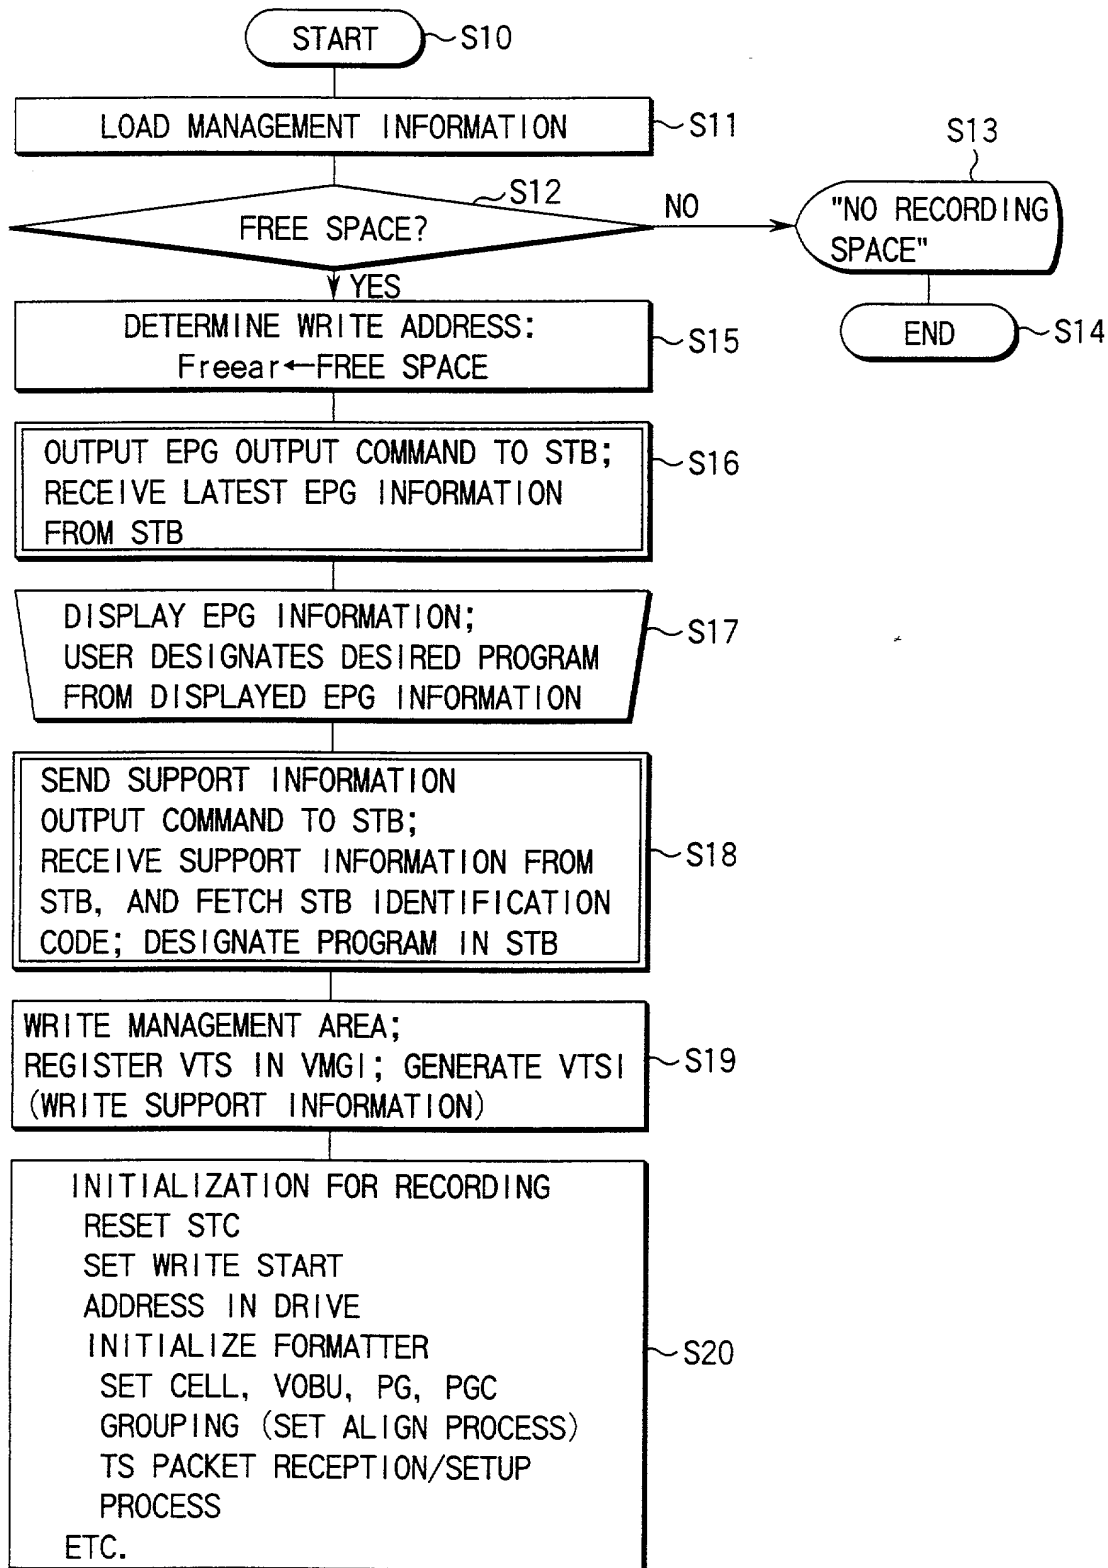 START
S10
LOAD MANAGEMENT INFORMATION
S11
S12
FREE SPACE?
NO
S13
"NO RECORDING
SPACE"
END
S14
YES
DETERMINE WRITE ADDRESS:
Freear←FREE SPACE
S15
OUTPUT EPG OUTPUT COMMAND TO STB;
RECEIVE LATEST EPG INFORMATION
FROM STB
S16
DISPLAY EPG INFORMATION;
USER DESIGNATES DESIRED PROGRAM
FROM DISPLAYED EPG INFORMATION
S17
SEND SUPPORT INFORMATION
OUTPUT COMMAND TO STB;
RECEIVE SUPPORT INFORMATION FROM
STB, AND FETCH STB IDENTIFICATION
CODE; DESIGNATE PROGRAM IN STB
S18
WRITE MANAGEMENT AREA;
REGISTER VTS IN VMGI; GENERATE VTSI
(WRITE SUPPORT INFORMATION)
S19
INITIALIZATION FOR RECORDING
RESET STC
SET WRITE START
ADDRESS IN DRIVE
INITIALIZE FORMATTER
SET CELL, VOBU, PG, PGC
GROUPING (SET ALIGN PROCESS)
TS PACKET RECEPTION/SETUP
PROCESS
ETC.
S20